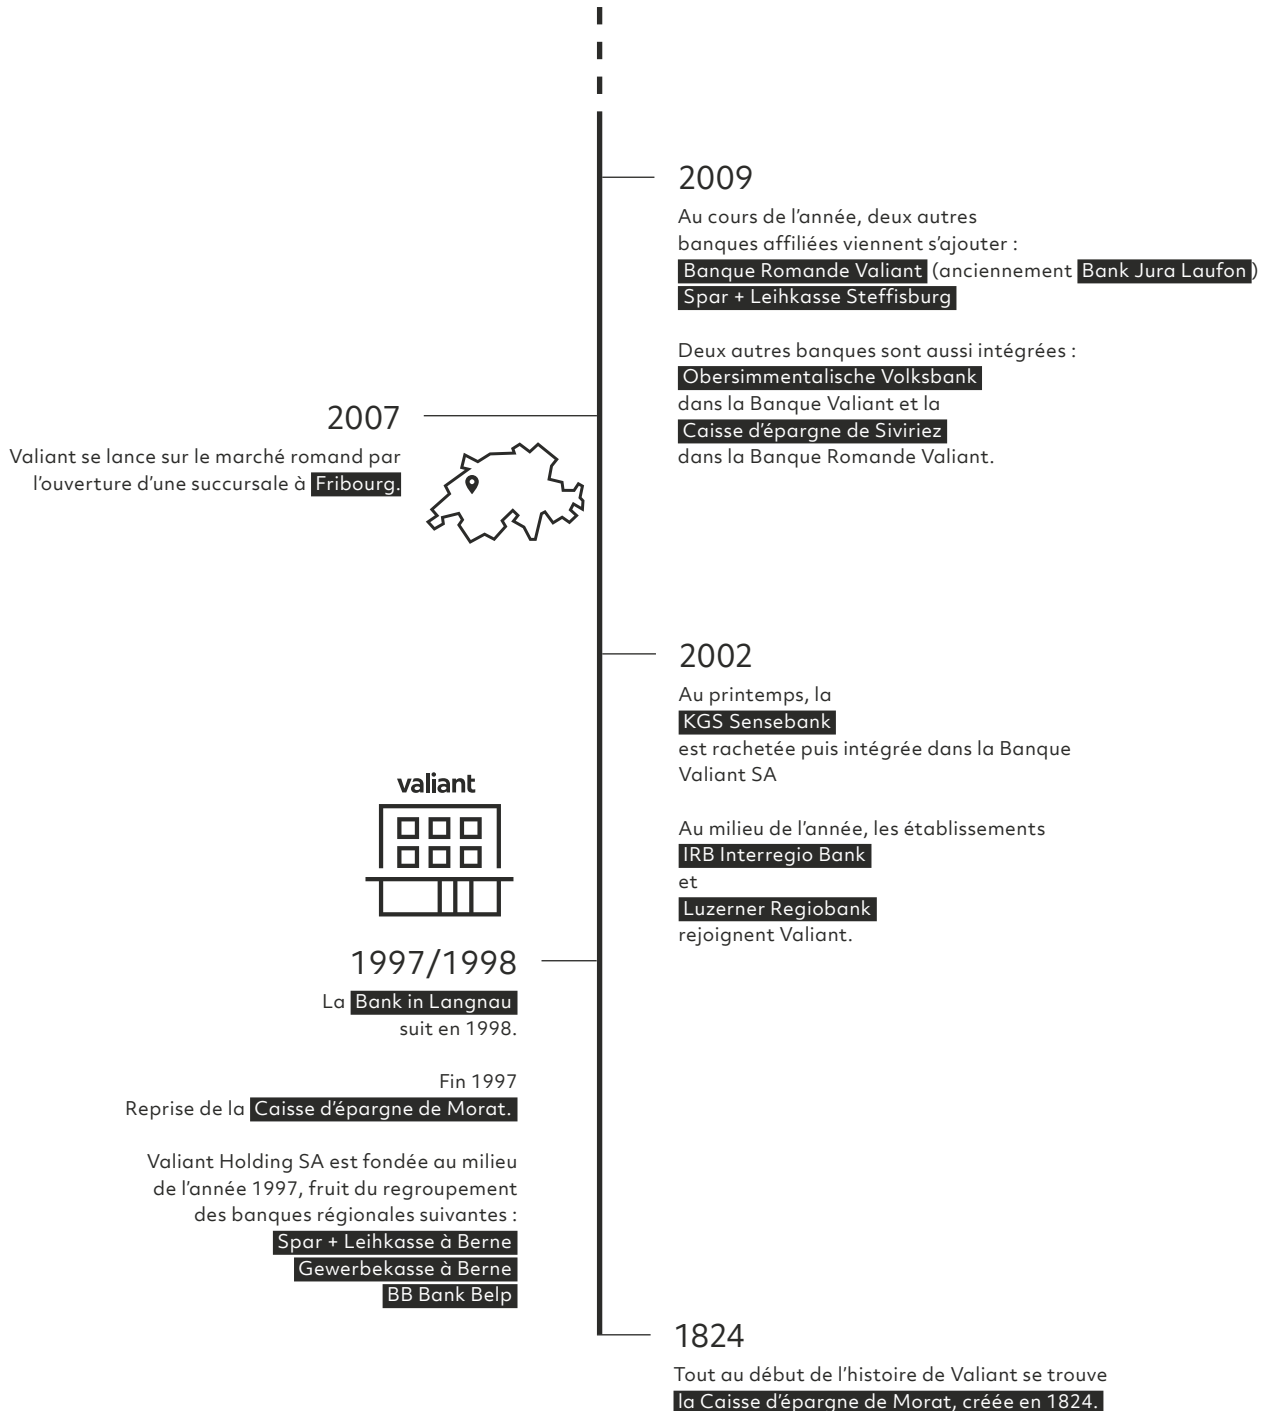 2009
Au cours de l’année, deux autres
banques affiliées viennent s’ajouter :
Banque Romande Valiant (anciennement Bank Jura Laufon)
Spar + Leihkasse Steffisburg
Deux autres banques sont aussi intégrées :
Obersimmentalische Volksbank
dans la Banque Valiant et la
Caisse d’épargne de Siviriez
dans la Banque Romande Valiant.
2007
Valiant se lance sur le marché romand par
l’ouverture d’une succursale à Fribourg.
2002
Au printemps, la
KGS Sensebank
est rachetée puis intégrée dans la Banque
Valiant SA
Au milieu de l’année, les établissements
IRB Interregio Bank
et
Luzerner Regiobank
rejoignent Valiant.
valiant
1997/1998
La Bank in Langnau
suit en 1998.
Fin 1997
Reprise de la Caisse d’épargne de Morat.
Valiant Holding SA est fondée au milieu
de l’année 1997, fruit du regroupement
des banques régionales suivantes :
Spar + Leihkasse à Berne
Gewerbekasse à Berne
BB Bank Belp
1824
Tout au début de l’histoire de Valiant se trouve
la Caisse d’épargne de Morat, créée en 1824.